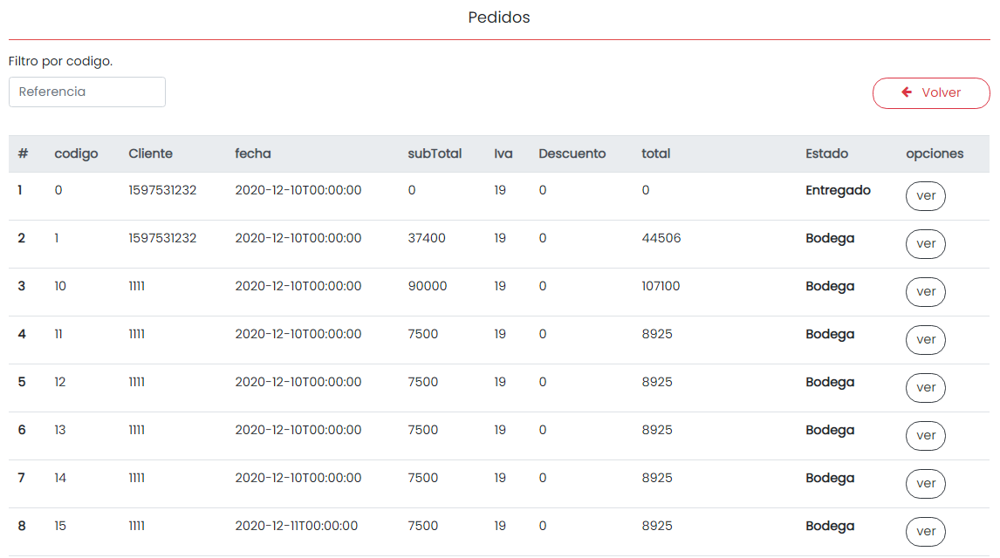 Pedidos
Filtro por codigo.
Referencia
Volver
# codigo Cliente fecha subTotal Iva Descuento total Estado opciones
1 0 1597531232 2020-12-10T00:00:00 0 19 0 0 Entregado ver
2 1 1597531232 2020-12-10T00:00:00 37400 19 0 44506 Bodega ver
3 10 1111 2020-12-10T00:00:00 90000 19 0 107100 Bodega ver
4 11 1111 2020-12-10T00:00:00 7500 19 0 8925 Bodega ver
5 12 1111 2020-12-10T00:00:00 7500 19 0 8925 Bodega ver
6 13 1111 2020-12-10T00:00:00 7500 19 0 8925 Bodega ver
7 14 1111 2020-12-10T00:00:00 7500 19 0 8925 Bodega ver
8 15 1111 2020-12-11T00:00:00 7500 19 0 8925 Bodega ver